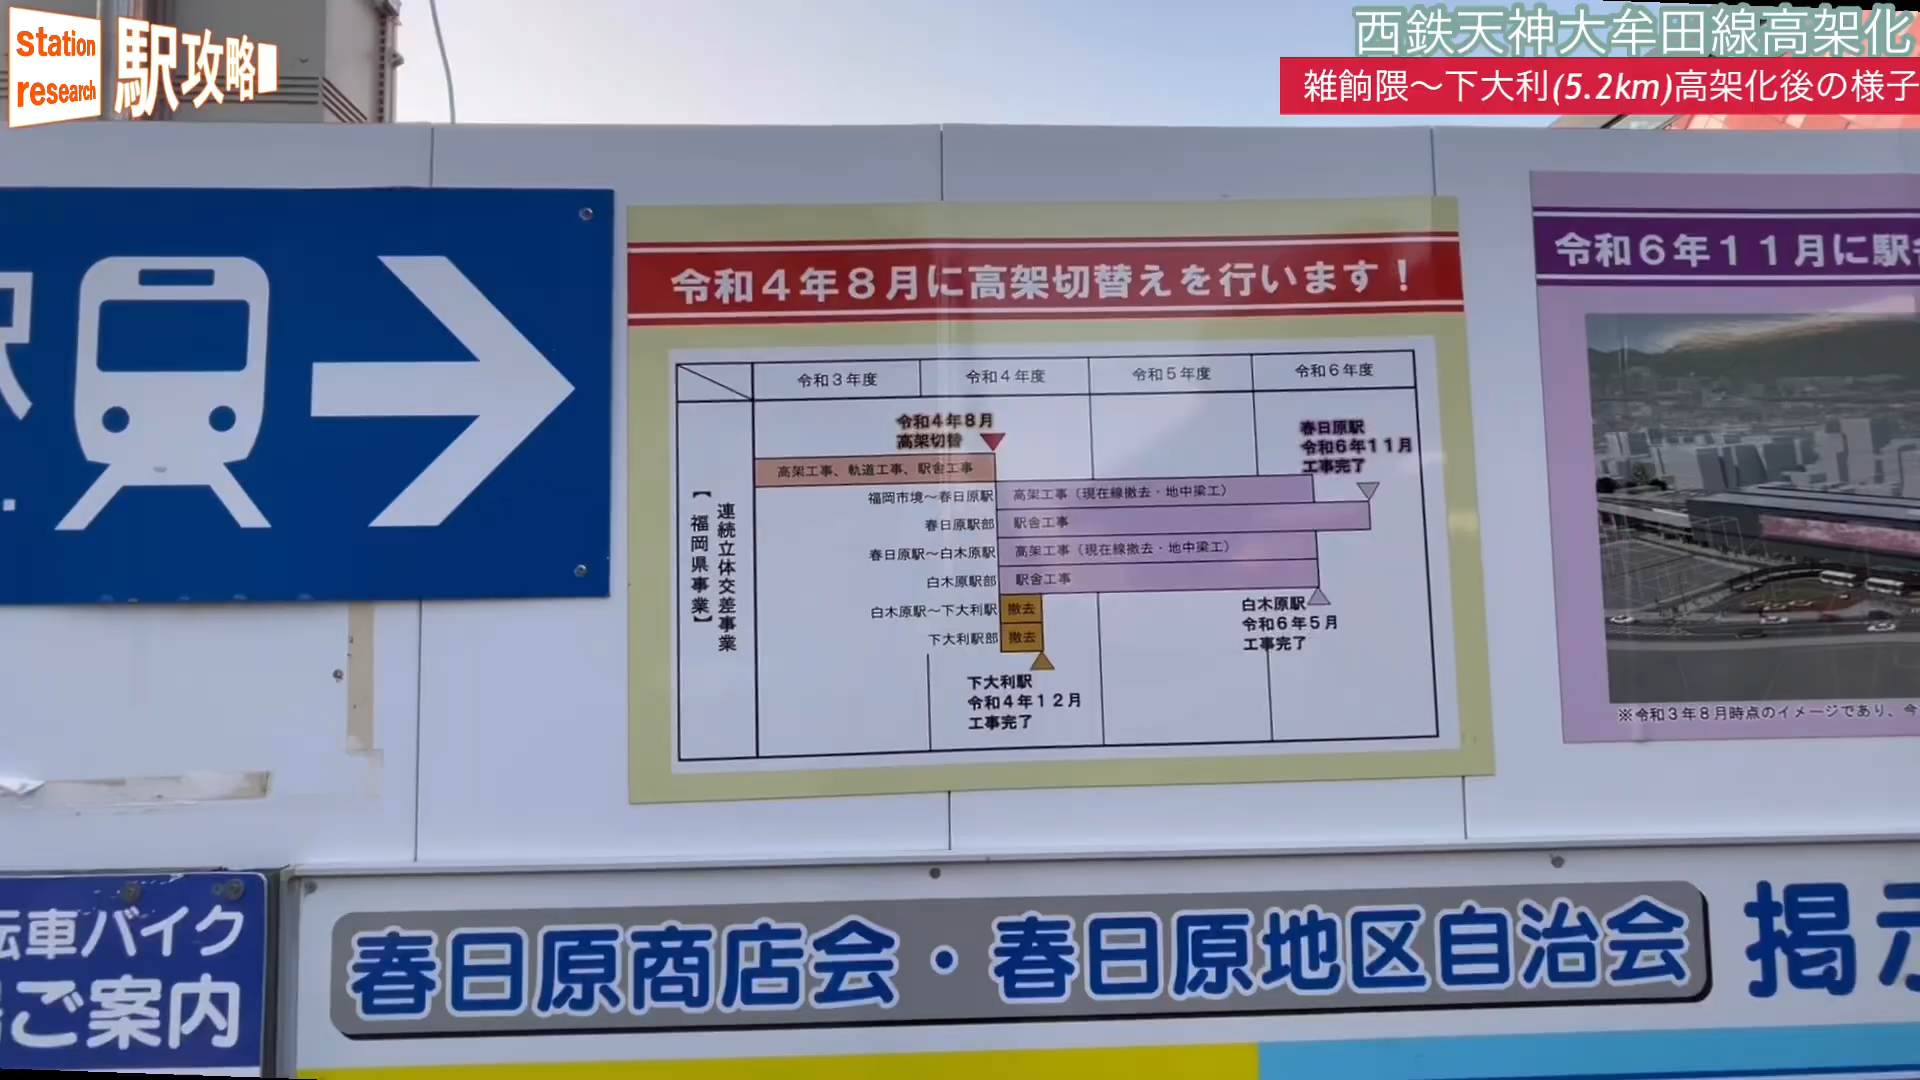 Station
research
駅攻略
西鉄天神大牟田線高架化
雑餉隈～下大利(5.2km)高架化後の様子
駅
令和４年８月に高架切替えを行います！
令和３年度
令和４年度
令和５年度
令和６年度
【福岡県事業】
連続立体交差事業
令和４年８月
高架切替
高架工事、軌道工事、駅舎工事
福岡市境～春日原駅
高架工事（現在線撤去・地中梁工）
春日原駅部
駅舎工事
春日原駅～白木原駅
高架工事（現在線撤去・地中梁工）
白木原駅部
駅舎工事
白木原駅～下大利駅
撤去
下大利駅部
撤去
春日原駅
令和６年１１月
工事完了
白木原駅
令和６年５月
工事完了
下大利駅
令和４年１２月
工事完了
令和６年１１月に駅
※令和３年８月時点のイメージであり、今
転車バイク
ご案内
春日原商店会・春日原地区自治会
掲示